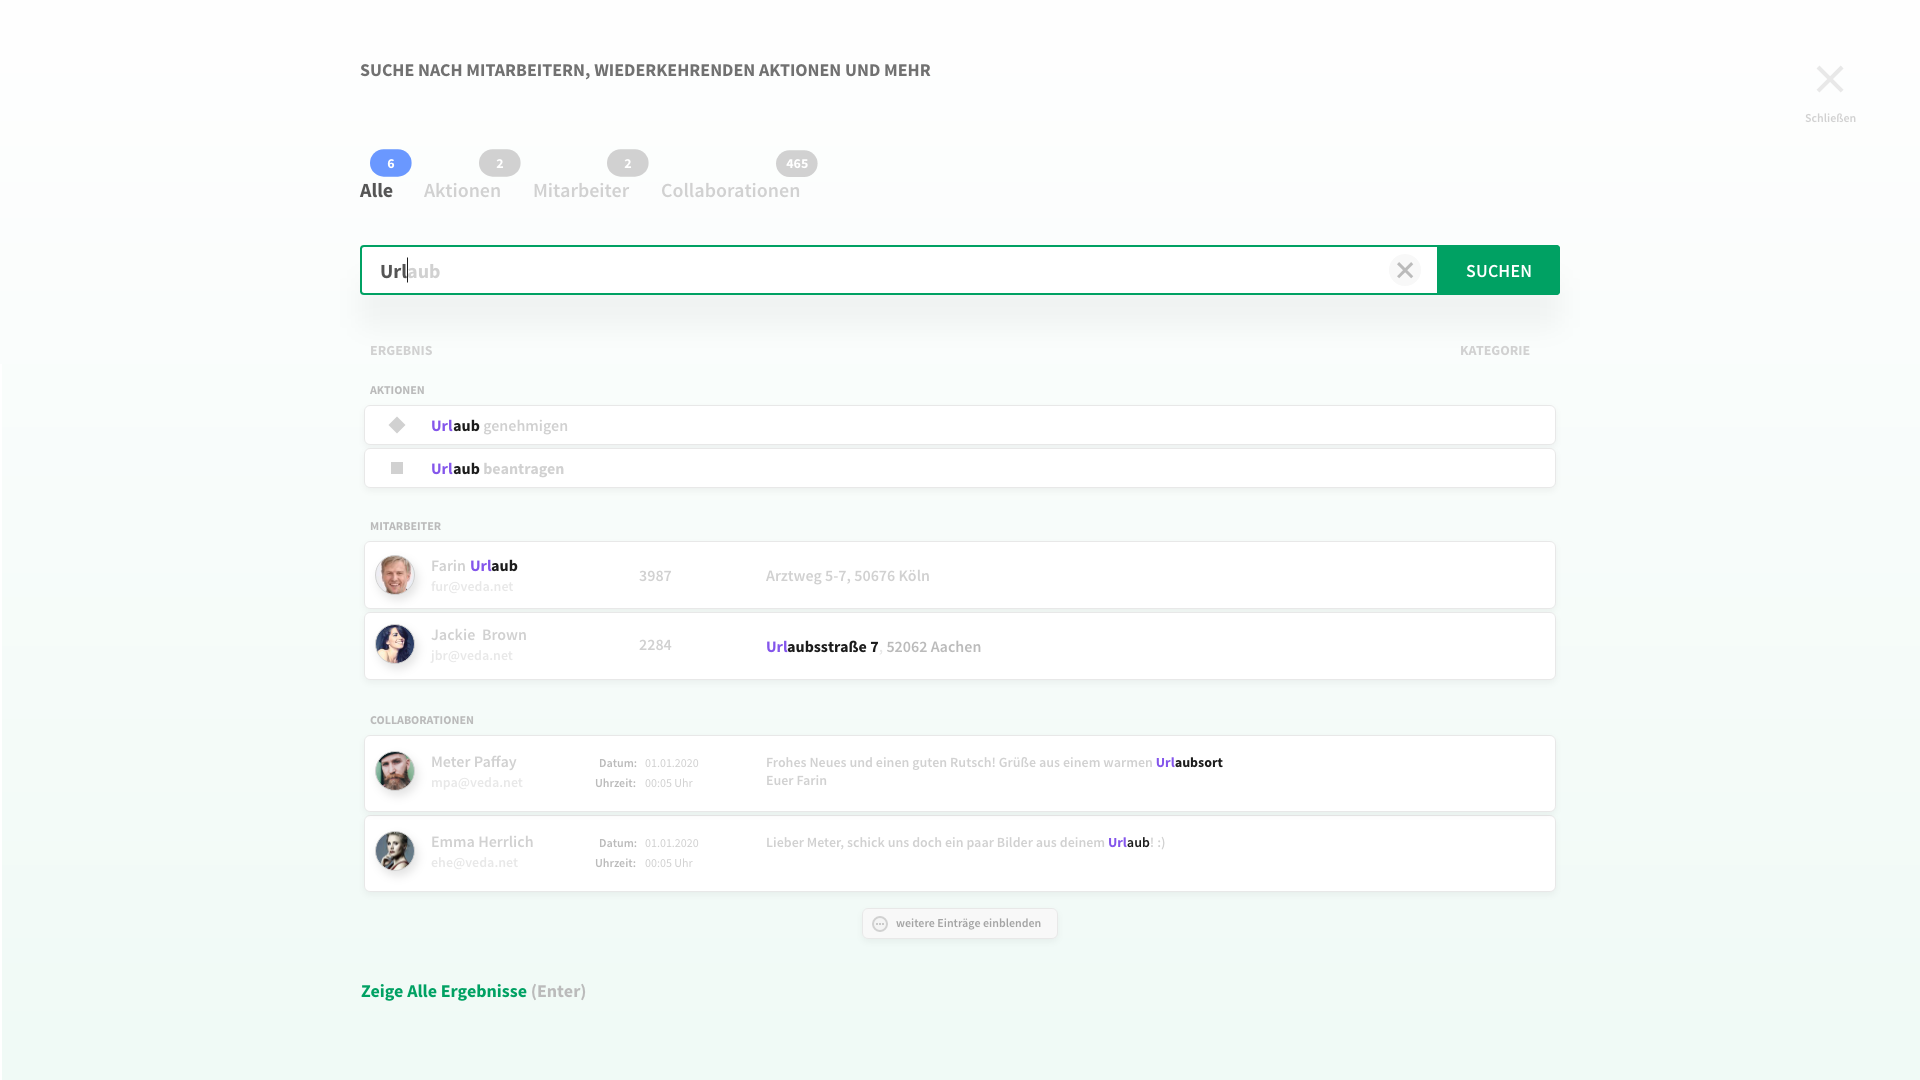 SUCHE NACH MITARBEITERN, WIEDERKEHRENDEN AKTIONEN UND MEHR
Schließen
6 2 2 465
Alle Aktionen Mitarbeiter Collaborationen
Urlaub SUCHEN
ERGEBNIS KATEGORIE
AKTIONEN
Urlaub genehmigen
Urlaub beantragen
MITARBEITER
Farin Urlaub 3987 Arztweg 5-7, 50676 Köln
fur@veda.net
Jackie Brown 2284 Urlaubsstraße 7, 52062 Aachen
jbr@veda.net
COLLABORATIONEN
Meter Paffay Datum: 01.01.2020 Frohes Neues und einen guten Rutsch! Grüße aus einem warmen Urlaubsort
mpa@veda.net Uhrzeit: 00:05 Uhr Euer Farin
Emma Herrlich Datum: 01.01.2020 Lieber Meter, schick uns doch ein paar Bilder aus deinem Urlaub! :)
ehe@veda.net Uhrzeit: 00:05 Uhr
weitere Einträge einblenden
Zeige Alle Ergebnisse (Enter)